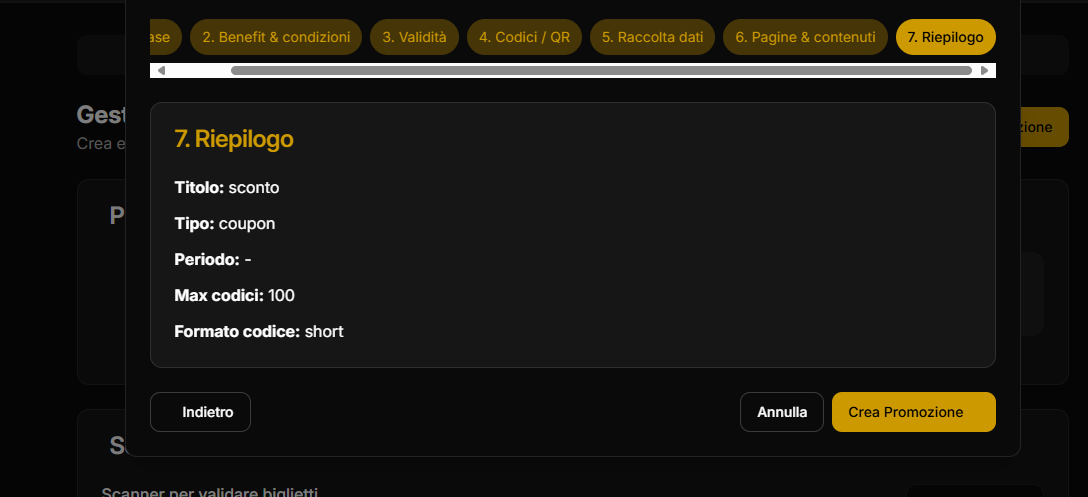 ase
2. Benefit & condizioni
3. Validità
4. Codici / QR
5. Raccolta dati
6. Pagine & contenuti
7. Riepilogo
Gest
Crea e
zione
7. Riepilogo
Titolo: sconto
Tipo: coupon
Periodo: -
Max codici: 100
Formato codice: short
P
Indietro
Annulla
Crea Promozione
S
Scanner per validare biglietti